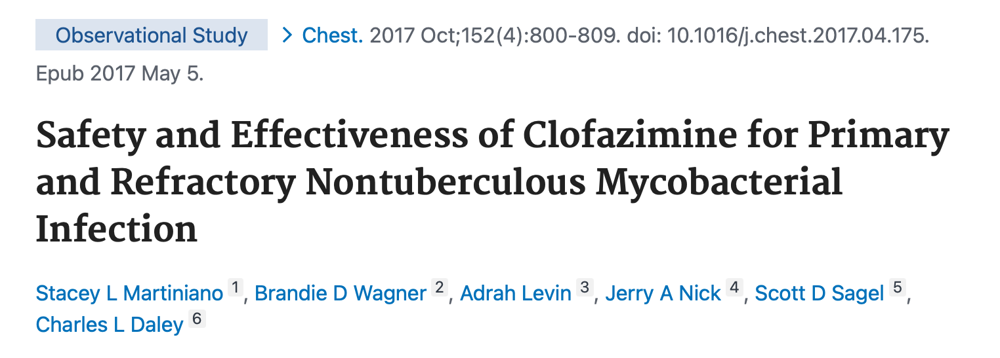 Observational Study > Chest. 2017 Oct;152(4):800-809. doi: 10.1016/j.chest.2017.04.175.
Epub 2017 May 5.
Safety and Effectiveness of Clofazimine for Primary
and Refractory Nontuberculous Mycobacterial
Infection
Stacey L Martiniano 1, Brandie D Wagner 2, Adrah Levin 3, Jerry A Nick 4, Scott D Sagel 5,
Charles L Daley 6